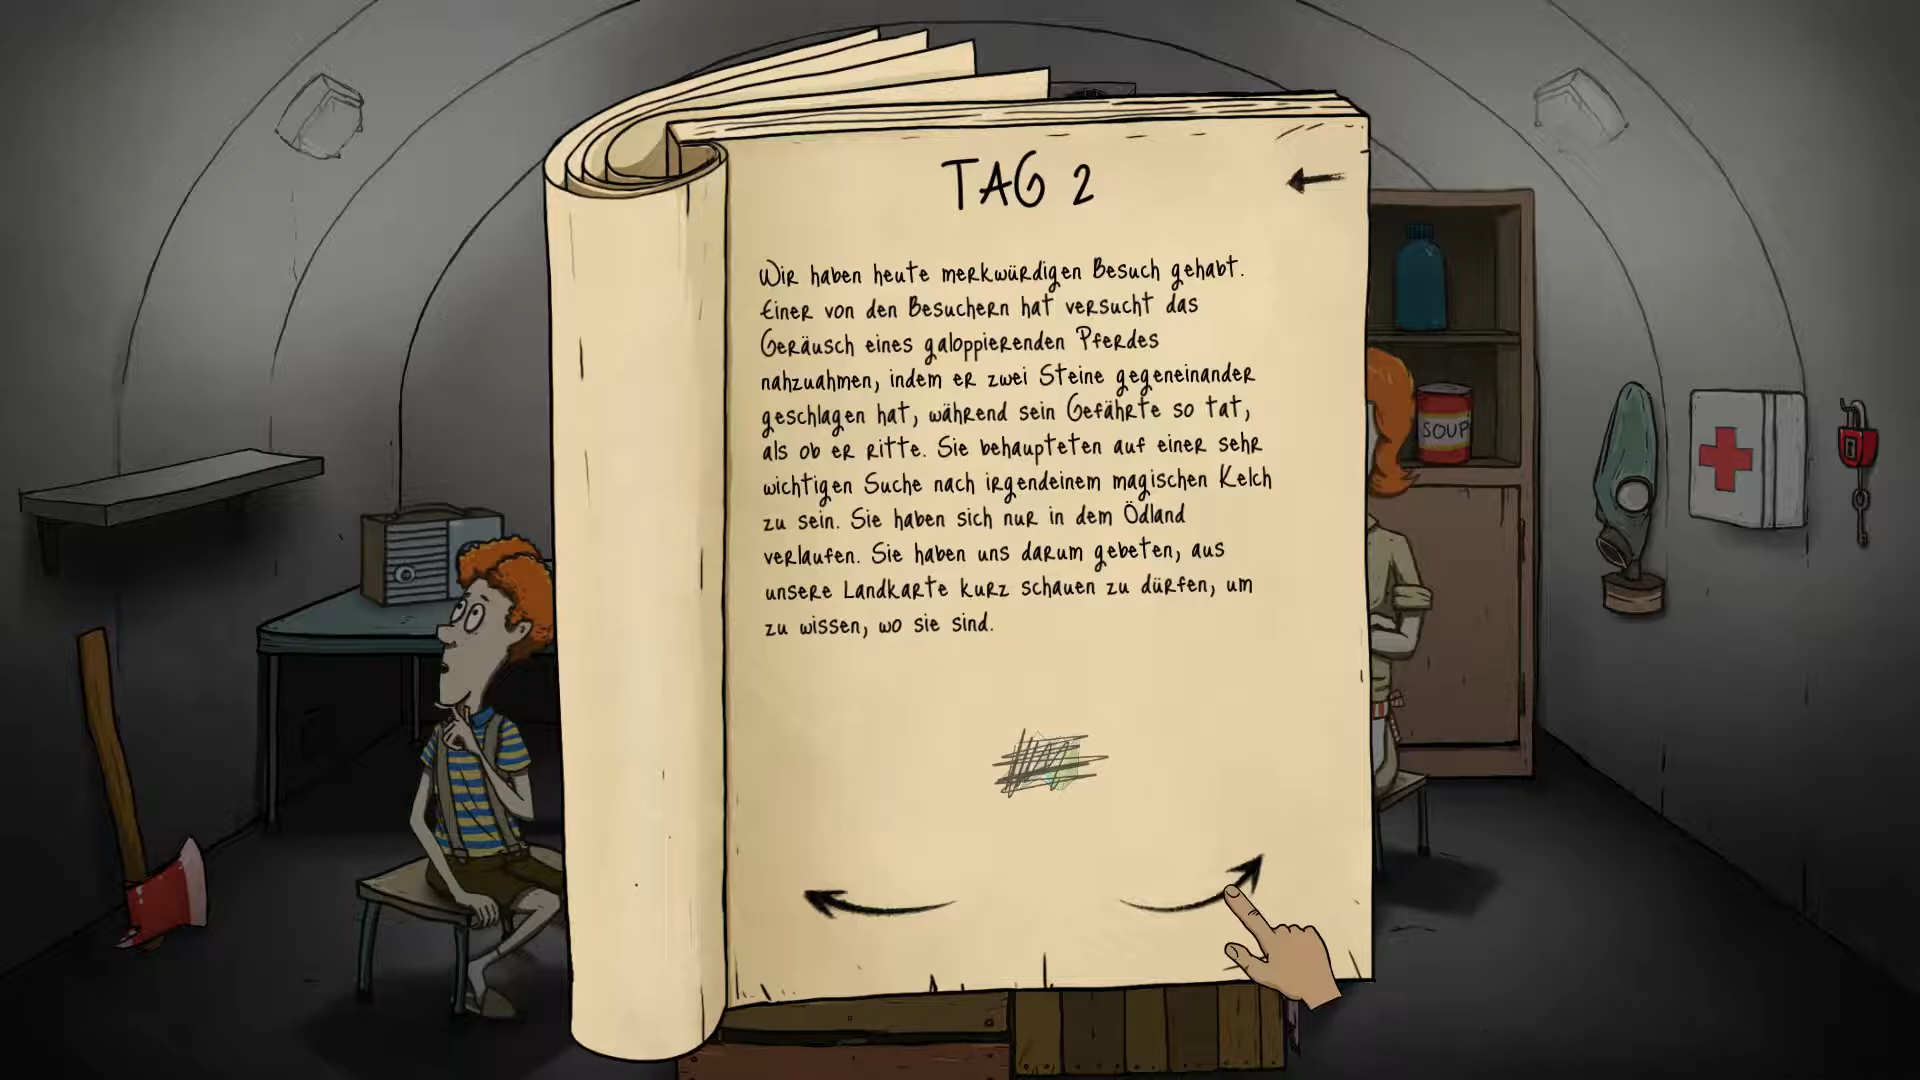 TAG 2
Wir haben heute merkwürdigen Besuch gehabt.
Einer von den Besuchern hat versucht das
Geräusch eines galoppierenden Pferdes
nahzuahmen, indem er zwei Steine gegeneinander
geschlagen hat, während sein Gefährte so tat,
als ob er ritte. Sie behaupteten auf einer sehr
wichtigen Suche nach irgendeinem magischen Kelch
zu sein. Sie haben sich nur in dem Ödland
verlaufen. Sie haben uns darum gebeten, aus
unsere Landkarte kurz schauen zu dürfen, um
zu wissen, wo sie sind.
SOUP